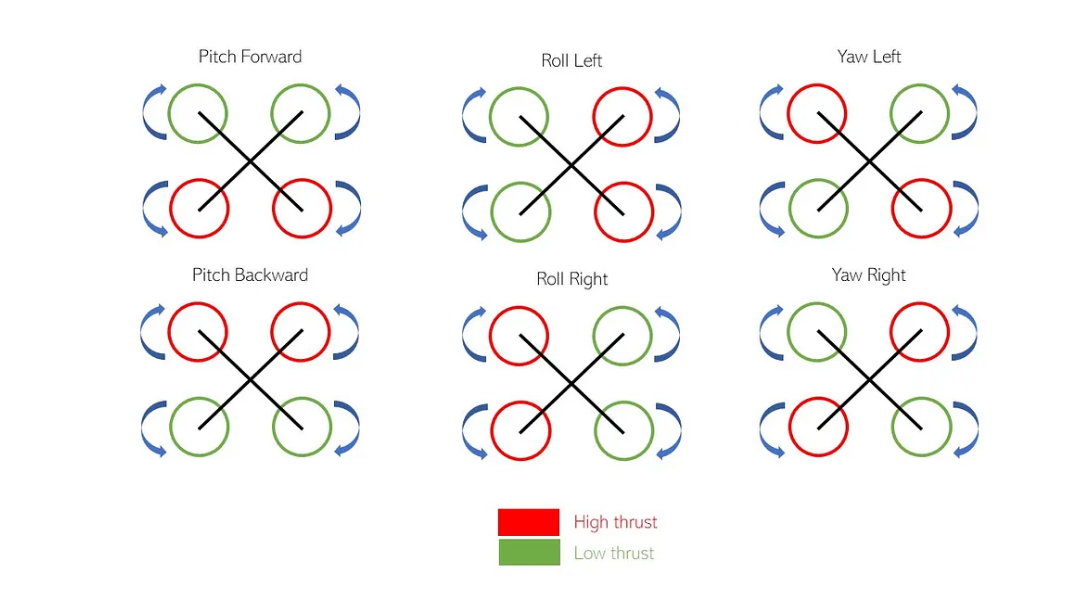 Pitch Forward
Roll Left
Yaw Left
Pitch Backward
Roll Right
Yaw Right
High thrust
Low thrust